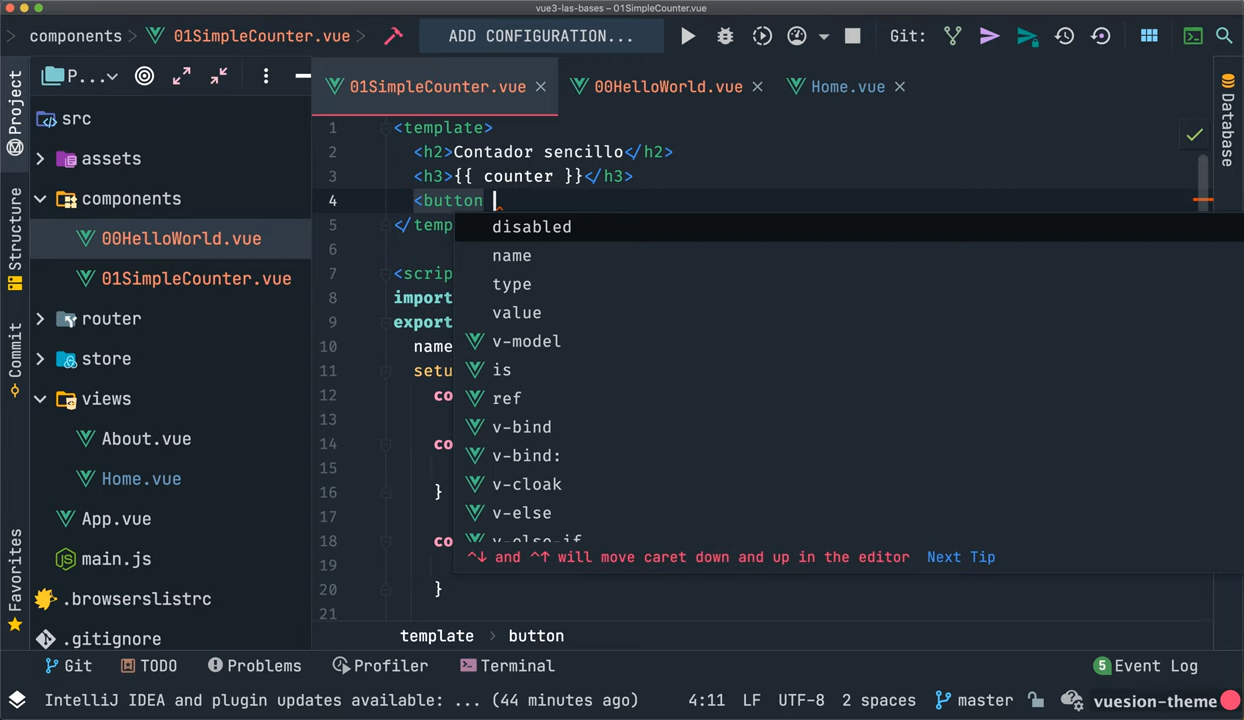 vue3-las-bases – 01SimpleCounter.vue
components
01SimpleCounter.vue
ADD CONFIGURATION...
Git:
Project
P...
01SimpleCounter.vue
00HelloWorld.vue
Home.vue
Database
src
assets
components
00HelloWorld.vue
01SimpleCounter.vue
router
store
views
About.vue
Home.vue
App.vue
main.js
.browserslistrc
.gitignore
Structure
Commit
Favorites
1 <template>
2 <h2>Contador sencillo</h2>
3 <h3>{{ counter }}</h3>
4 <button
5 </temp
6
7 <scrip
8 import
9 export
10 name
11 setu
12 co
13
14 co
15
16 }
17
18 co
19
20 }
21
disabled
name
type
value
v-model
is
ref
v-bind
v-bind:
v-cloak
v-else
v-else-if
^↓ and ^↑ will move caret down and up in the editor Next Tip
template > button
Git
TODO
Problems
Profiler
Terminal
5 Event Log
IntelliJ IDEA and plugin updates available: ... (44 minutes ago)
4:11
LF
UTF-8
2 spaces
master
vuesion-theme